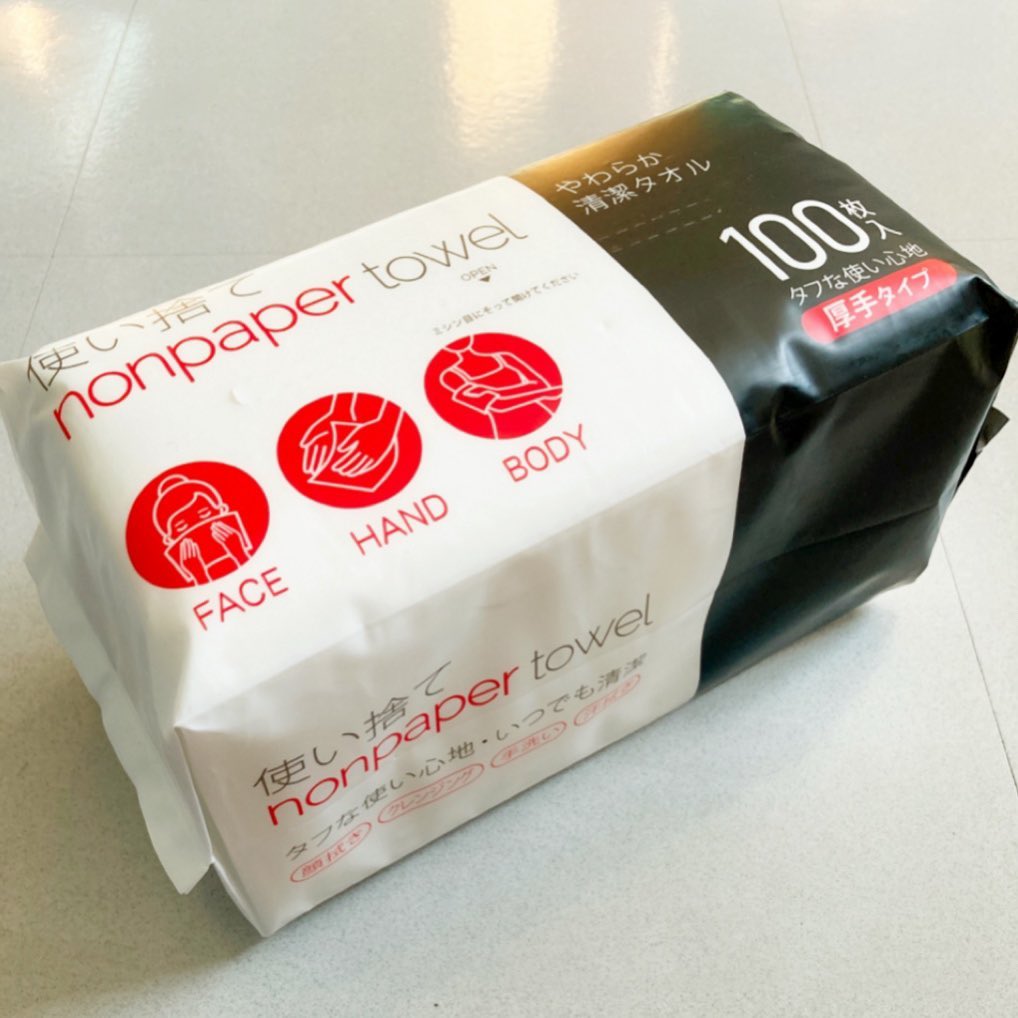 やわらか
清潔タオル
100枚入
タフな使い心地
厚手タイプ
使い捨て
nonpaper towel
OPEN
ミシン目にそって開けてください
FACE
HAND
BODY
使い捨て
nonpaper towel
タフな使い心地・いつでも清潔
顔拭き クレンジング 手洗い 汗拭き